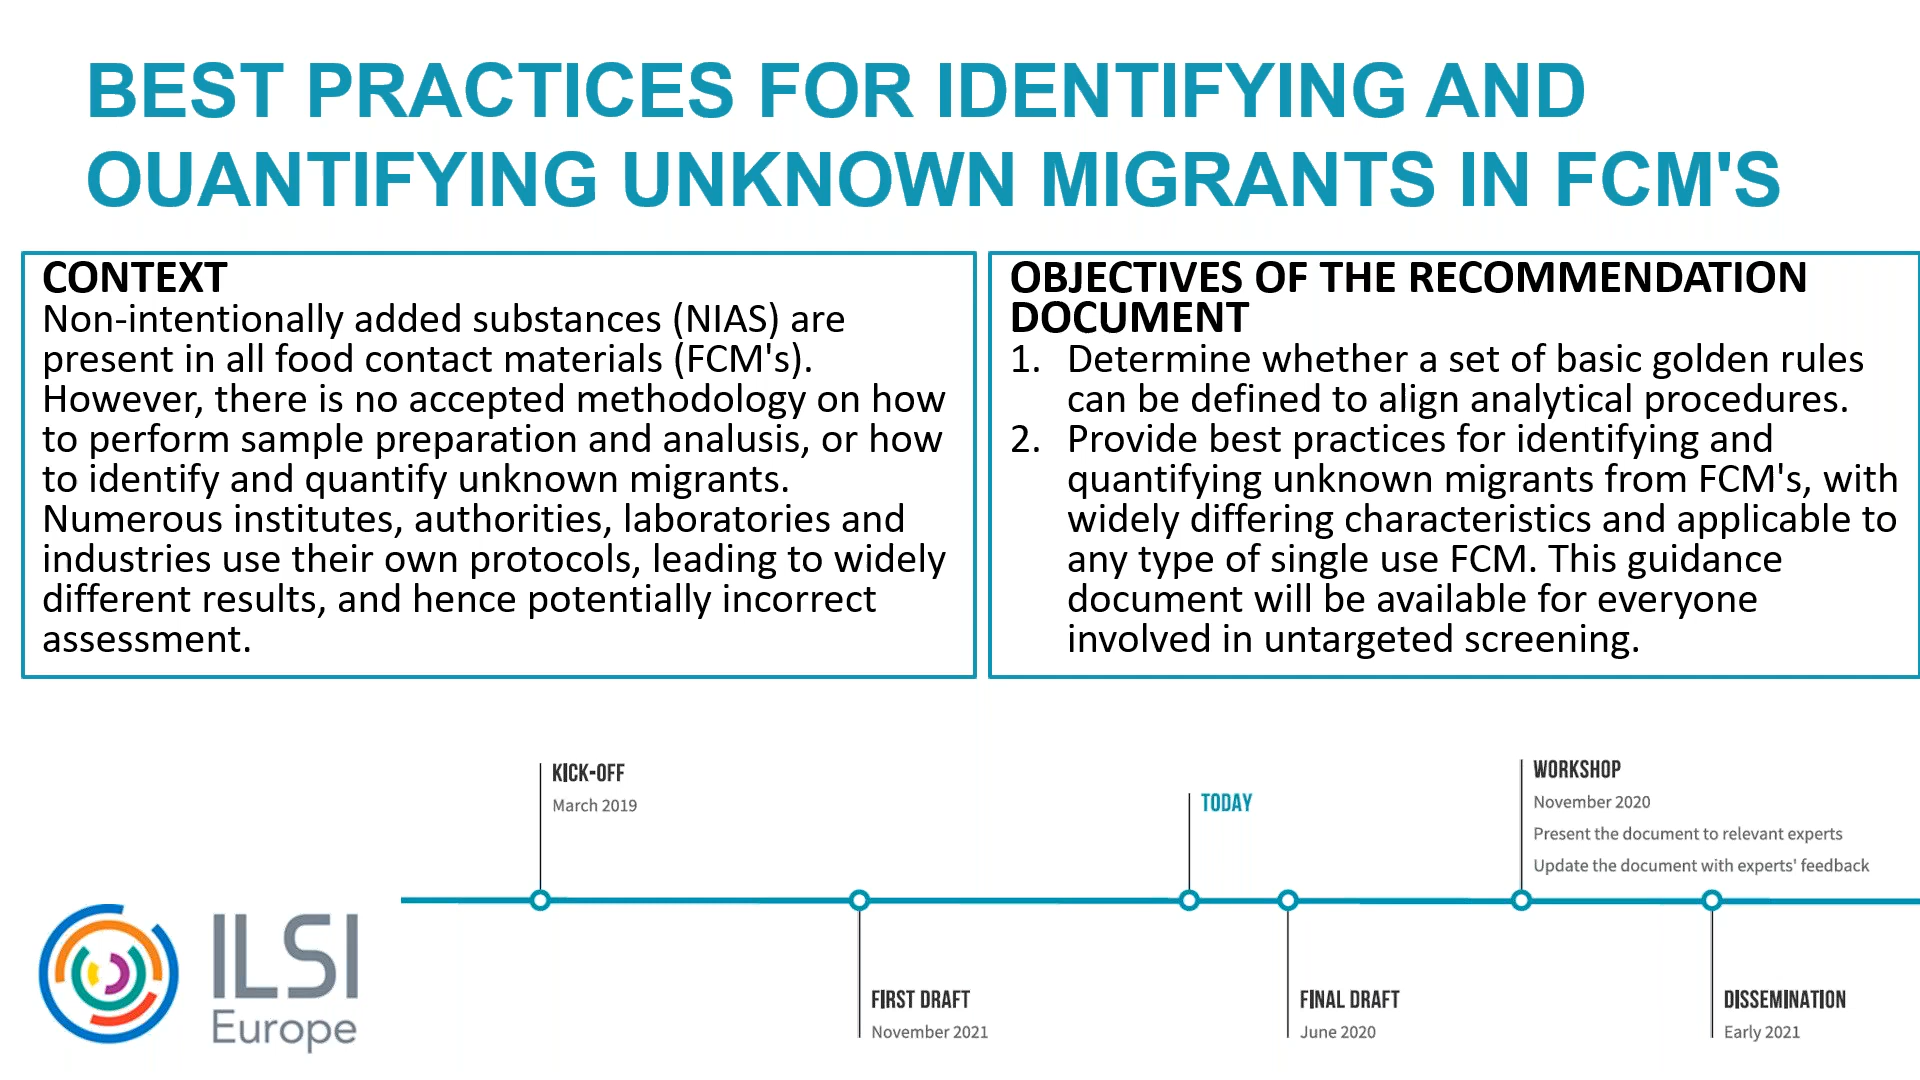 BEST PRACTICES FOR IDENTIFYING AND
QUANTIFYING UNKNOWN MIGRANTS IN FCM'S
CONTEXT
Non-intentionally added substances (NIAS) are
present in all food contact materials (FCM's).
However, there is no accepted methodology on how
to perform sample preparation and analusis, or how
to identify and quantify unknown migrants.
Numerous institutes, authorities, laboratories and
industries use their own protocols, leading to widely
different results, and hence potentially incorrect
assessment.
OBJECTIVES OF THE RECOMMENDATION
DOCUMENT
1. Determine whether a set of basic golden rules
can be defined to align analytical procedures.
2. Provide best practices for identifying and
quantifying unknown migrants from FCM's, with
widely differing characteristics and applicable to
any type of single use FCM. This guidance
document will be available for everyone
involved in untargeted screening.
KICK-OFF
March 2019
TODAY
WORKSHOP
November 2020
Present the document to relevant experts
Update the document with experts' feedback
FIRST DRAFT
November 2021
FINAL DRAFT
June 2020
DISSEMINATION
Early 2021
ILSI
Europe